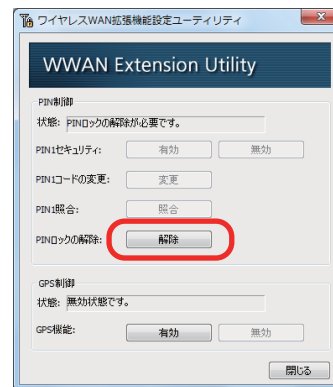 ワイヤレスWAN拡張機能設定ユーティリティ
WWAN Extension Utility
PIN制御
状態: PINロックの解除が必要です。
PIN1セキュリティ: 有効 無効
PIN1コードの変更: 変更
PIN1照合: 照合
PINロックの解除: 解除
GPS制御
状態: 無効状態です。
GPS機能: 有効 無効
閉じる